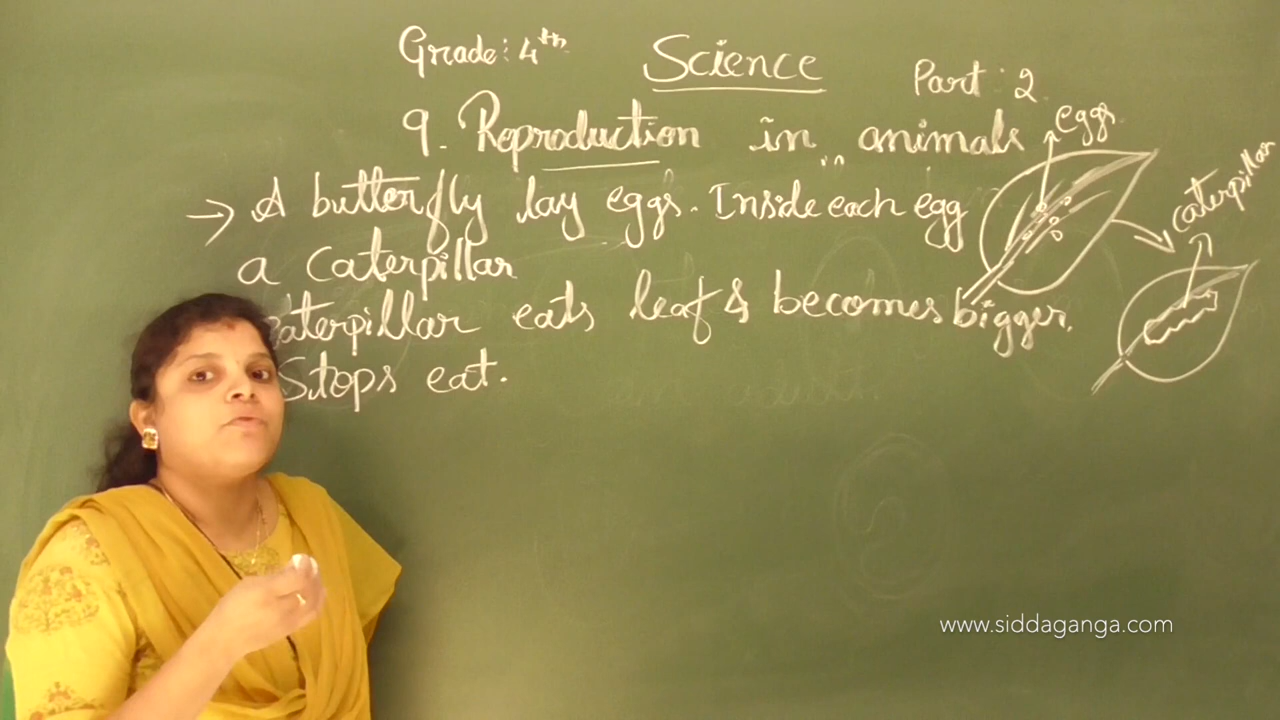 Grade: 4th
Science
Part: 2
9. Reproduction in animals
→ A butterfly lay eggs. Inside each egg
a Caterpillar
caterpillar eats leaf & becomes bigger.
Stops eat.
eggs
caterpillar
www.siddaganga.com